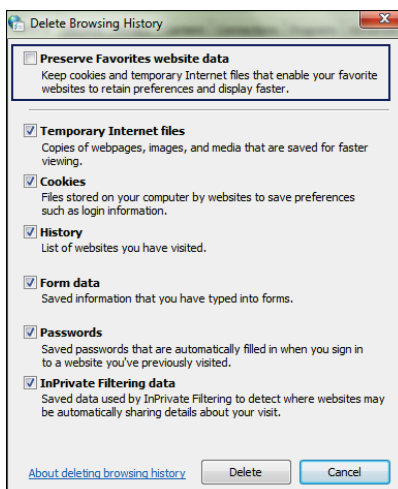 Delete Browsing History
Preserve Favorites website data
Keep cookies and temporary Internet files that enable your favorite
websites to retain preferences and display faster.
Temporary Internet files
Copies of webpages, images, and media that are saved for faster
viewing.
Cookies
Files stored on your computer by websites to save preferences
such as login information.
History
List of websites you have visited.
Form data
Saved information that you have typed into forms.
Passwords
Saved passwords that are automatically filled in when you sign in
to a website you've previously visited.
InPrivate Filtering data
Saved data used by InPrivate Filtering to detect where websites may
be automatically sharing details about your visit.
About deleting browsing history Delete Cancel